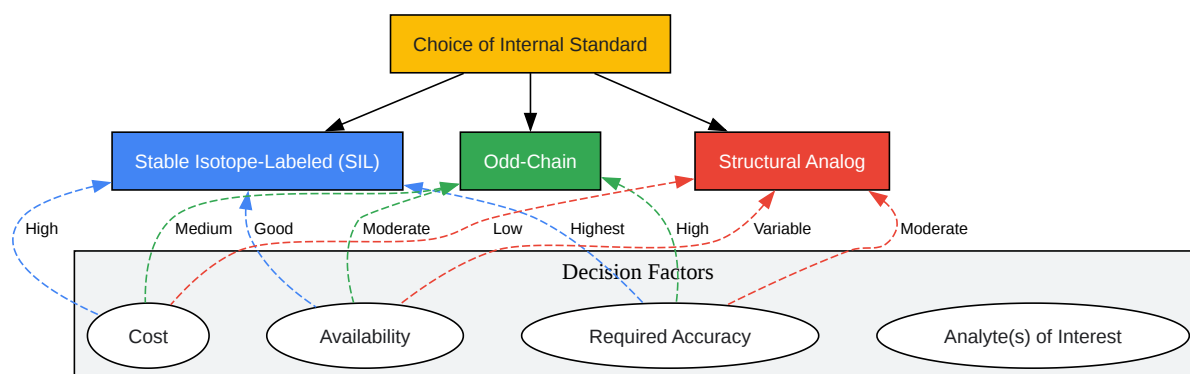 Choice of Internal Standard
Stable Isotope-Labeled (SIL)
Odd-Chain
Structural Analog
High
Medium
Good
Moderate
Low
Highest
High
Variable
Moderate
Decision Factors
Cost
Availability
Required Accuracy
Analyte(s) of Interest